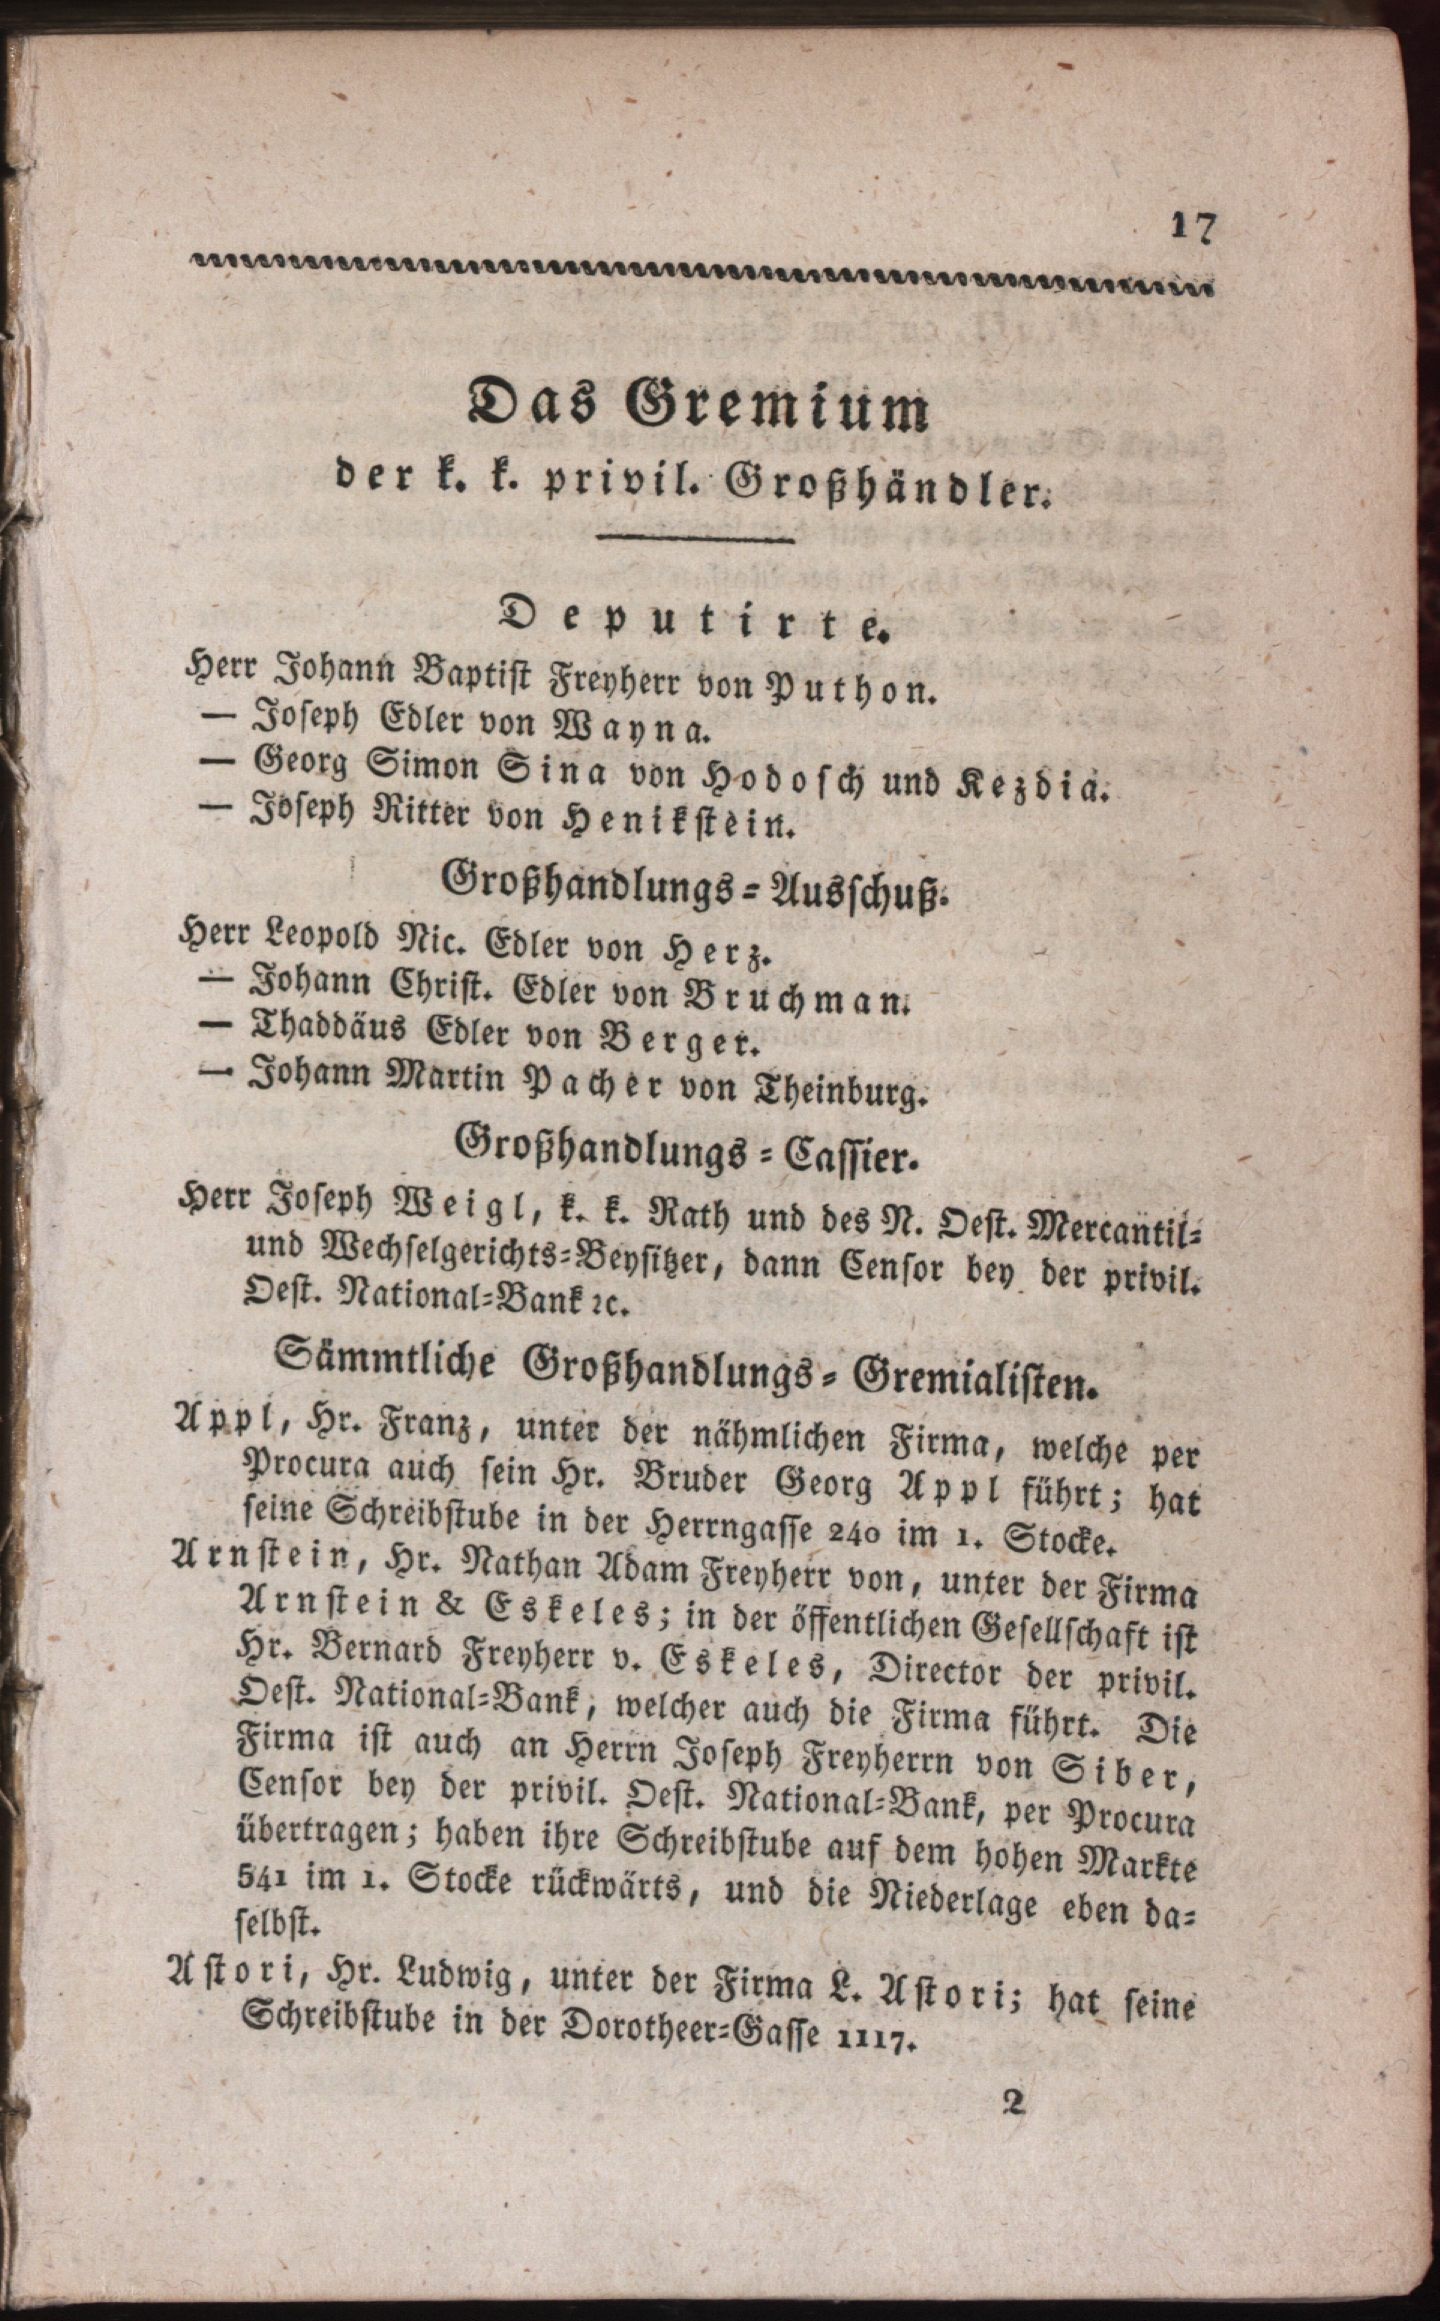 17
Das Gremium
der k. k. privil. Großhändler.
Deputirte.
Herr Johann Baptist Freyherr von Puthon.
— Joseph Edler von Wayna.
— Georg Simon Sina von Hodosch und Kezdia.
— Joseph Ritter von Henikstein.
Großhandlungs-Ausschuß.
Herr Leopold Nic. Edler von Herz.
— Johann Christ. Edler von Bruchman.
— Thaddäus Edler von Berger.
— Johann Martin Pacher von Theinburg.
Großhandlungs-Cassier.
Herr Joseph Weigl, k. k. Rath und des N. Oest. Mercantil-
und Wechselgerichts-Beysitzer, dann Censor bey der privil.
Oest. National-Bank ꝛc.
Sämmtliche Großhandlungs-Gremialisten.
Appl, Hr. Franz, unter der nähmlichen Firma, welche per
Procura auch sein Hr. Bruder Georg Appl führt; hat
seine Schreibstube in der Herrngasse 240 im 1. Stocke.
Arnstein, Hr. Nathan Adam Freyherr von, unter der Firma
Arnstein & Eskeles; in der öffentlichen Gesellschaft ist
Hr. Bernard Freyherr v. Eskeles, Director der privil.
Oest. National-Bank, welcher auch die Firma führt. Die
Firma ist auch an Herrn Joseph Freyherrn von Siber,
Censor bey der privil. Oest. National-Bank, per Procura
übertragen; haben ihre Schreibstube auf dem hohen Markte
541 im 1. Stocke rückwärts, und die Niederlage eben da-
selbst.
Astori, Hr. Ludwig, unter der Firma L. Astori; hat seine
Schreibstube in der Dorotheer-Gasse 1117.
2